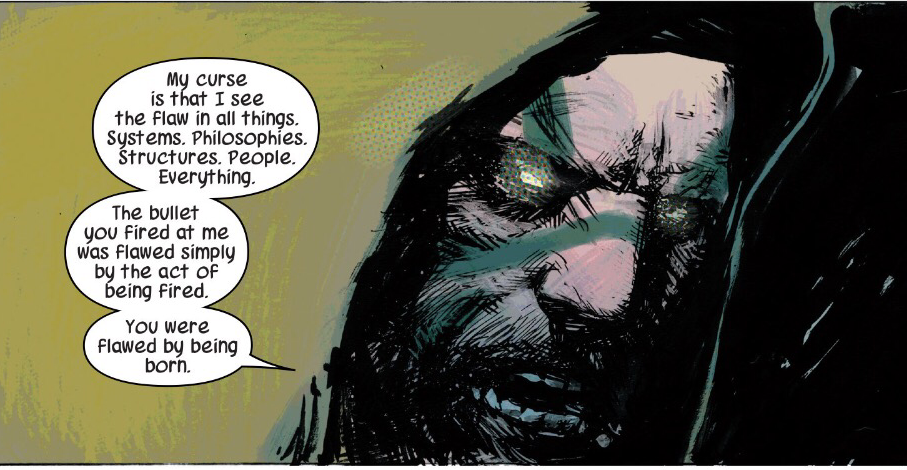 My curse
is that I see
the flaw in all things.
Systems. Philosophies.
Structures. People.
Everything.
The bullet
you fired at me
was flawed simply
by the act of
being fired.
You were
flawed by being
born.